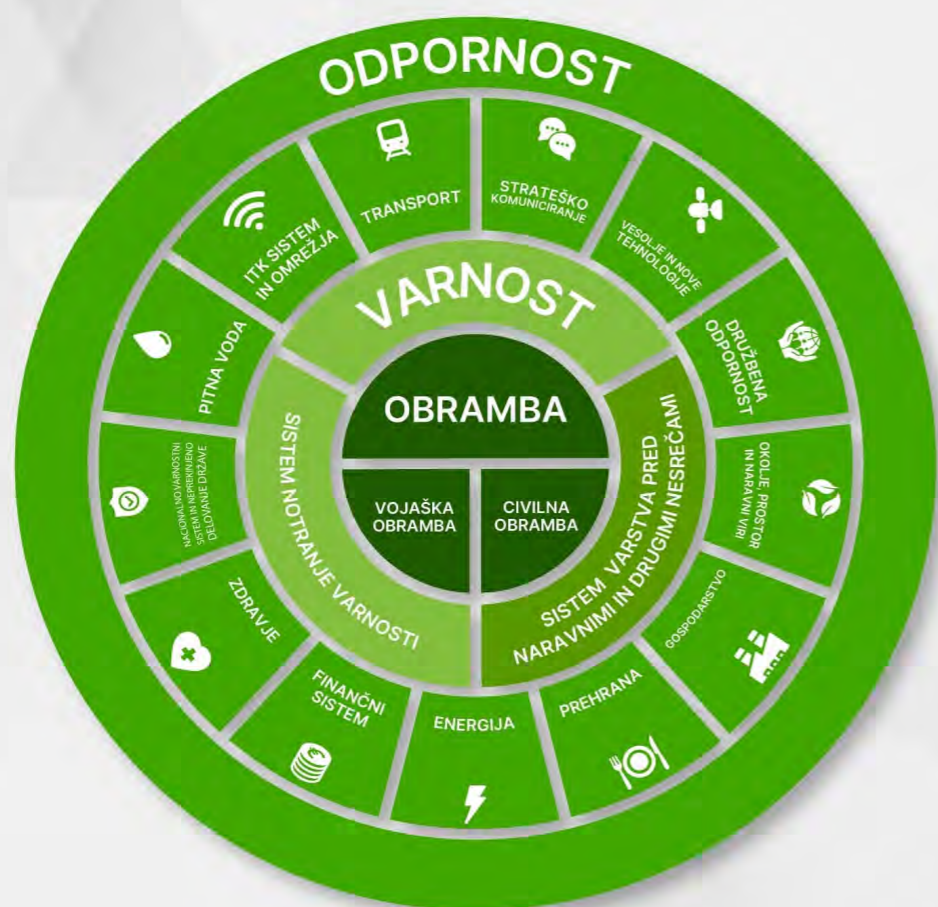 ODPORNOST
TRANSPORT
STRATEŠKO
KOMUNICIRANJE
VESOLJE IN NOVE
TEHNOLOGIJE
DRUŽBENA
ODPORNOST
OKOLJE, PROSTOR
IN NARAVNI VIRI
GOSPODARSTVO
PREHRANA
ENERGIJA
FINANČNI
SISTEM
ZDRAVJE
NACIONALNO VARNOSTNI
SISTEM IN NEPREKINJENO
DELOVANJE DRŽAVE
PITNA VODA
ITK SISTEM
IN OMREŽJA
VARNOST
SISTEM VARSTVA PRED
NARAVNIMI IN DRUGIMI NESREČAMI
SISTEM NOTRANJE VARNOSTI
OBRAMBA
VOJAŠKA
OBRAMBA
CIVILNA
OBRAMBA